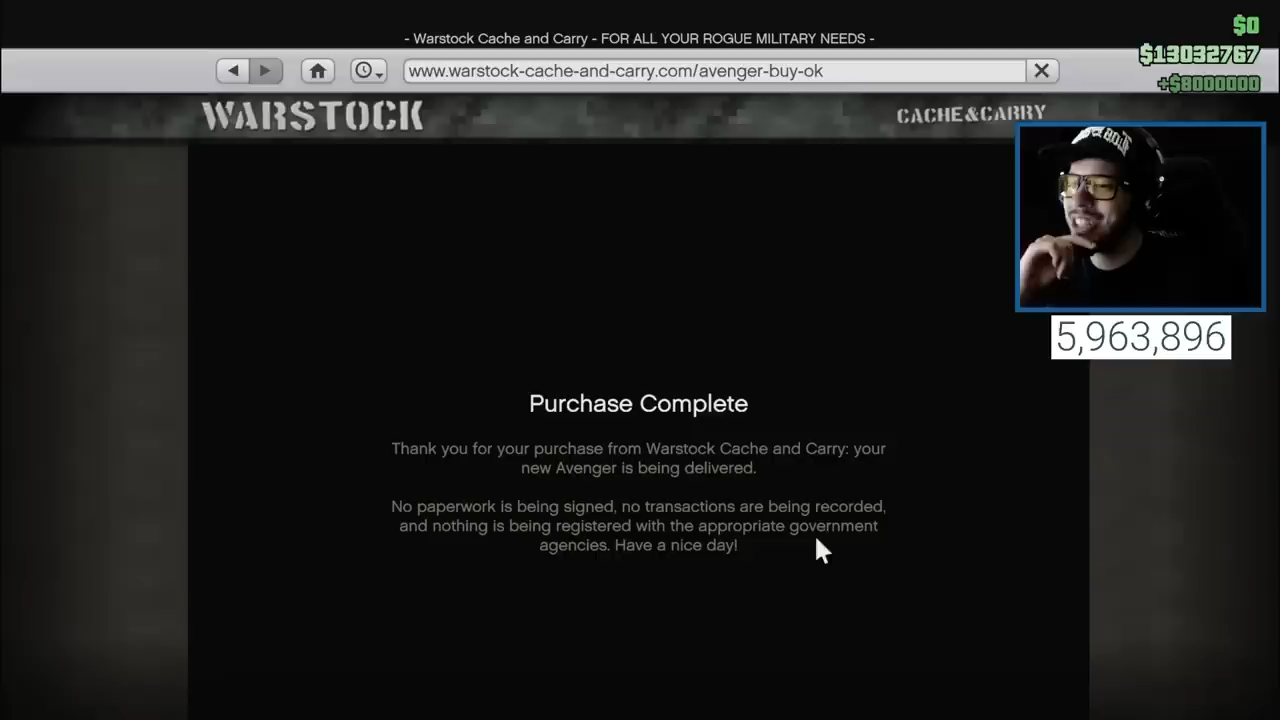 - Warstock Cache and Carry - FOR ALL YOUR ROGUE MILITARY NEEDS -
$0
$13032767
+$8000000
www.warstock-cache-and-carry.com/avenger-buy-ok
WARSTOCK
CACHE&CARRY
5,963,896
Purchase Complete
Thank you for your purchase from Warstock Cache and Carry: your
new Avenger is being delivered.
No paperwork is being signed, no transactions are being recorded,
and nothing is being registered with the appropriate government
agencies. Have a nice day!